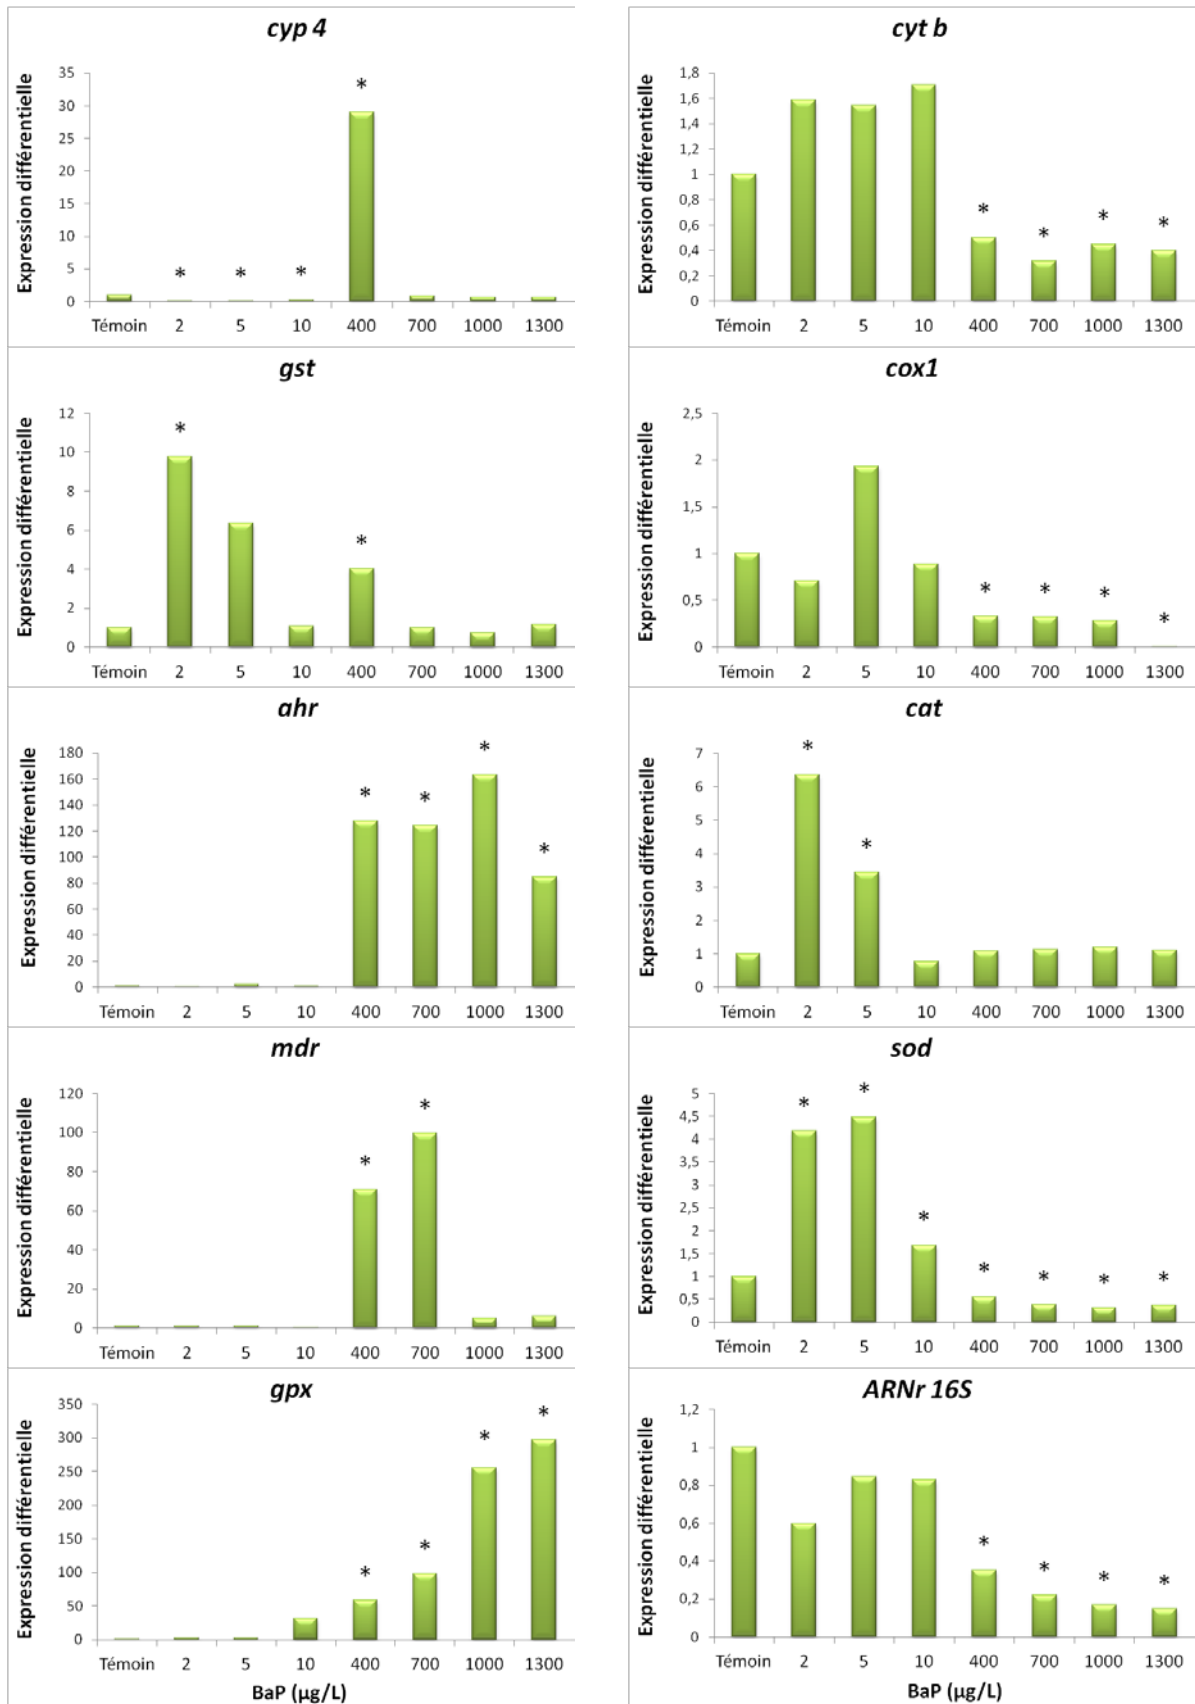 cyp 4
Expression différentielle
35
30
25
20
15
10
5
0
* * * *
Témoin 2 5 10 400 700 1000 1300
cyt b
Expression différentielle
1,8
1,6
1,4
1,2
1
0,8
0,6
0,4
0,2
0
* * * *
Témoin 2 5 10 400 700 1000 1300
gst
Expression différentielle
12
10
8
6
4
2
0
* *
Témoin 2 5 10 400 700 1000 1300
cox1
Expression différentielle
2,5
2
1,5
1
0,5
0
* * * *
Témoin 2 5 10 400 700 1000 1300
ahr
Expression différentielle
180
160
140
120
100
80
60
40
20
0
* * * *
Témoin 2 5 10 400 700 1000 1300
cat
Expression différentielle
7
6
5
4
3
2
1
0
* *
Témoin 2 5 10 400 700 1000 1300
mdr
Expression différentielle
120
100
80
60
40
20
0
* *
Témoin 2 5 10 400 700 1000 1300
sod
Expression différentielle
5
4,5
4
3,5
3
2,5
2
1,5
1
0,5
0
* * * * * * *
Témoin 2 5 10 400 700 1000 1300
gpx
Expression différentielle
350
300
250
200
150
100
50
0
* * * *
Témoin 2 5 10 400 700 1000 1300
BaP (µg/L)
ARNr 16S
Expression différentielle
1,2
1
0,8
0,6
0,4
0,2
0
* * * *
Témoin 2 5 10 400 700 1000 1300
BaP (µg/L)